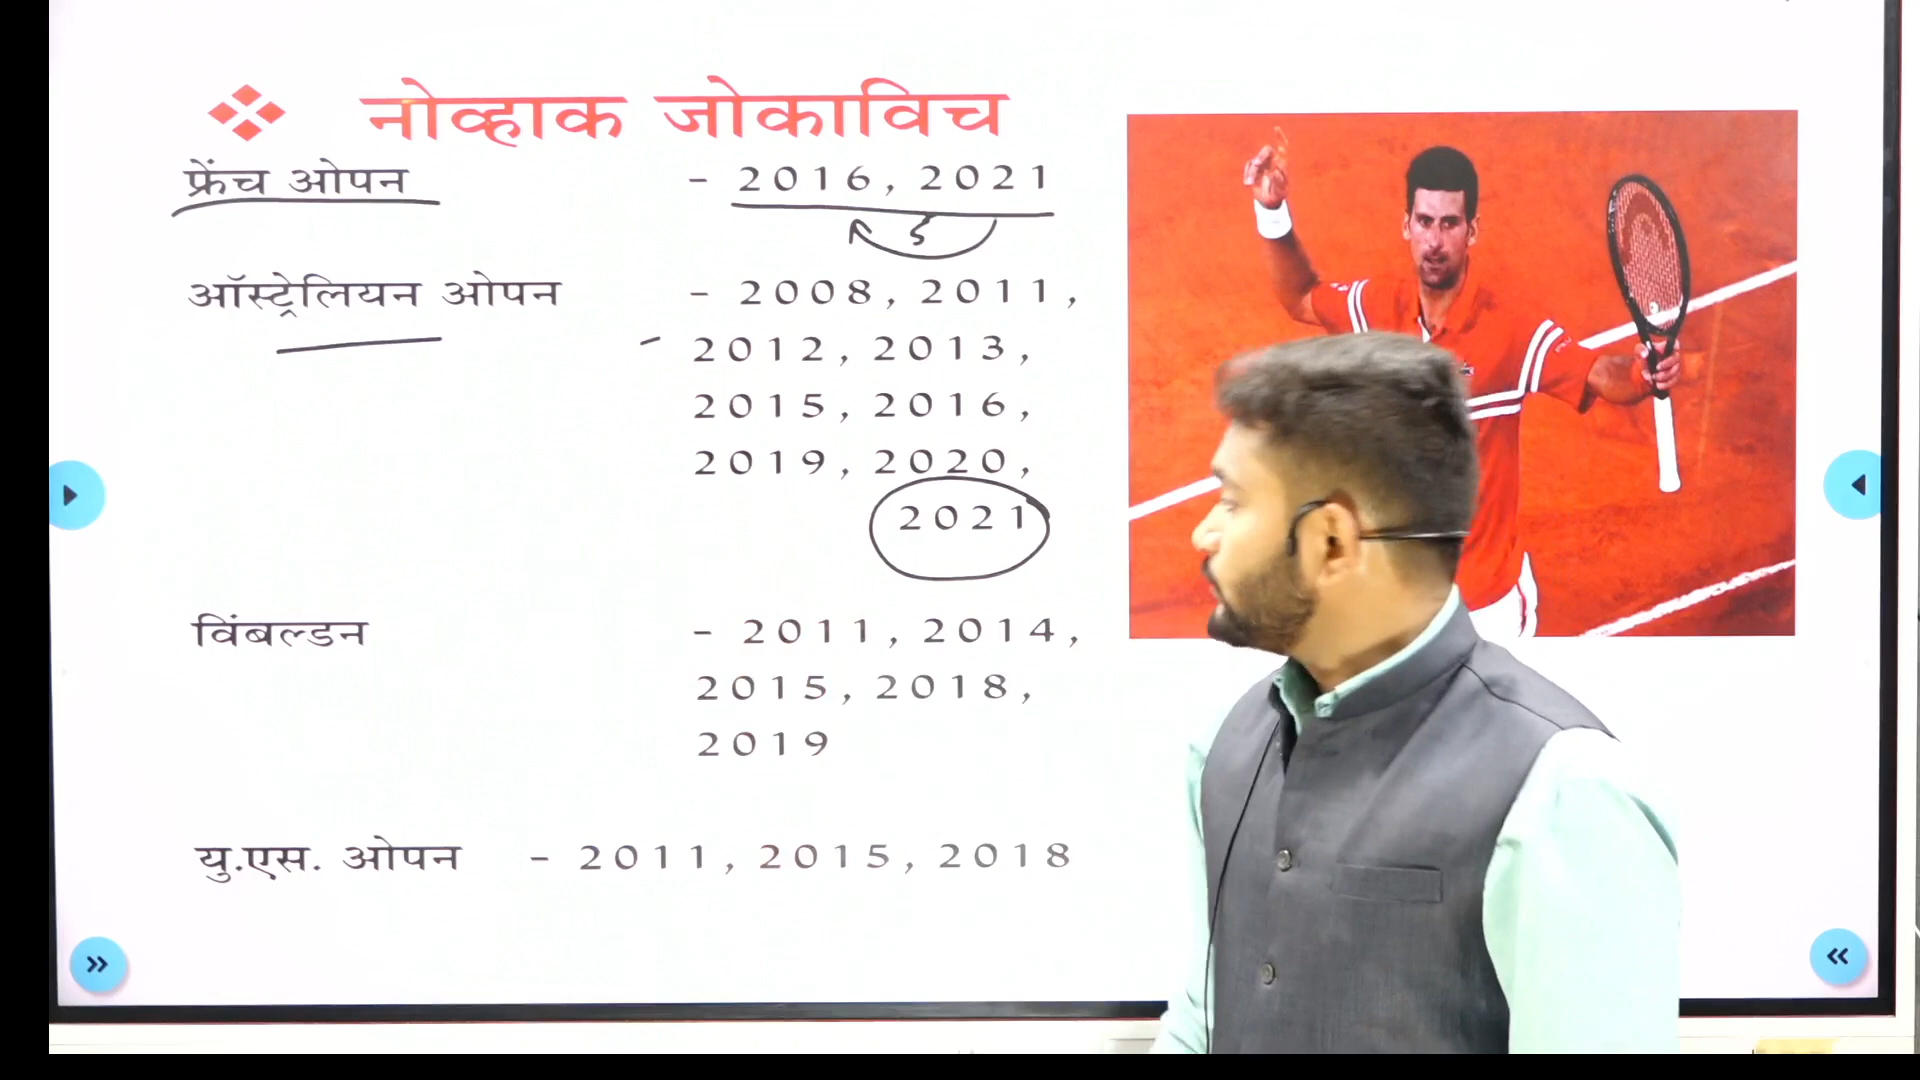 ❖ नोव्हाक जोकाविच
फ्रेंच ओपन - 2016, 2021
5
ऑस्ट्रेलियन ओपन - 2008, 2011,
2012, 2013,
2015, 2016,
2019, 2020,
2021
विंबल्डन - 2011, 2014,
2015, 2018,
2019
यु.एस. ओपन - 2011, 2015, 2018